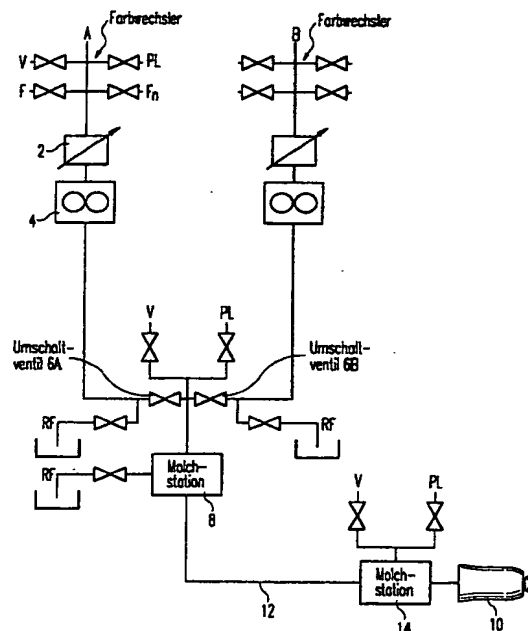 Farbwechsler
Farbwechsler
A
B
V
PL
F
Fn
2
4
V
PL
Umschalt-
ventil 6A
Umschalt-
ventil 6B
RF
RF
RF
Molch-
station
8
V
PL
12
Molch-
station
14
10